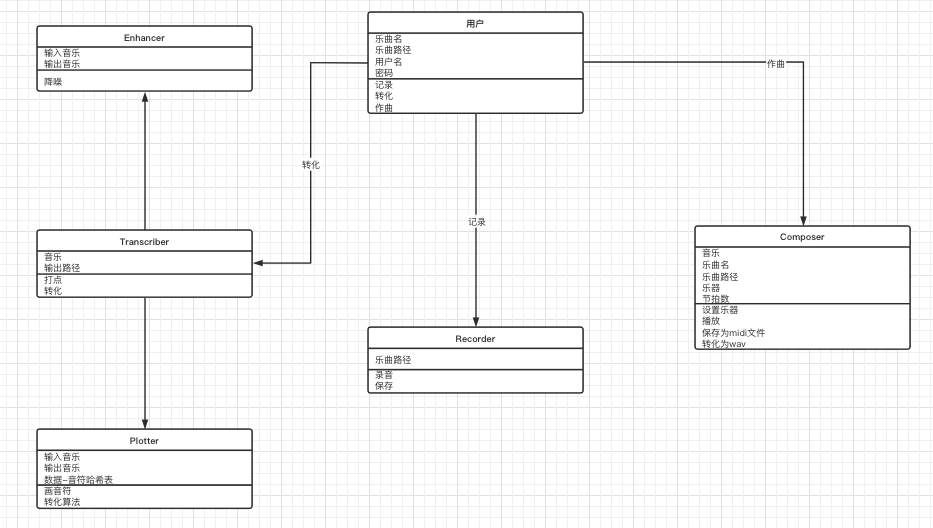 Enhancer
输入音乐
输出音乐
降噪
用户
乐曲名
乐曲路径
用户名
密码
记录
转化
作曲
作曲
转化
记录
Transcriber
音乐
输出路径
打点
转化
Composer
音乐
乐曲名
乐曲路径
乐器
节拍数
设置乐器
播放
保存为midi文件
转化为wav
Recorder
乐曲路径
录音
保存
Plotter
输入音乐
输出音乐
数据-音符哈希表
画音符
转化算法